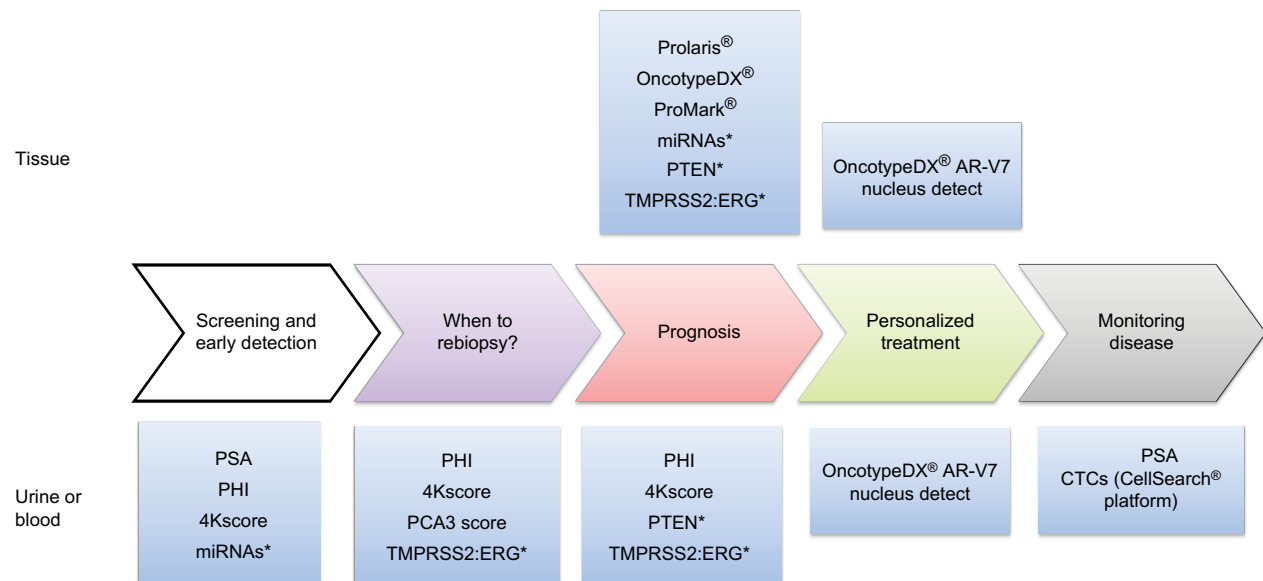 Prolaris®
OncotypeDX®
ProMark®
miRNAs*
PTEN*
TMPRSS2:ERG*
Tissue
OncotypeDX® AR-V7
nucleus detect
Screening and
early detection
When to
rebiopsy?
Prognosis
Personalized
treatment
Monitoring
disease
Urine or
blood
PSA
PHI
4Kscore
miRNAs*
PHI
4Kscore
PCA3 score
TMPRSS2:ERG*
PHI
4Kscore
PTEN*
TMPRSS2:ERG*
OncotypeDX® AR-V7
nucleus detect
PSA
CTCs (CellSearch®
platform)